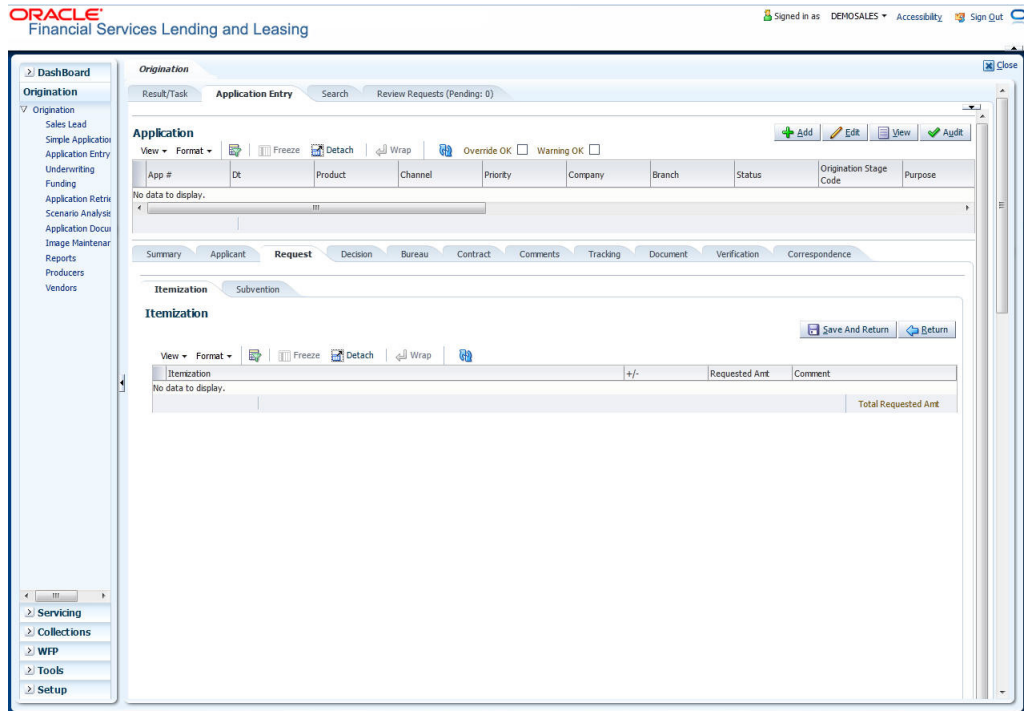 ORACLE
Financial Services Lending and Leasing
Signed in as DEMOSALES Accessibility Sign Out
DashBoard
Origination
Origination
Sales Lead
Simple Application
Application Entry
Underwriting
Funding
Application Retrie
Scenario Analysis
Application Docum
Image Maintenan
Reports
Producers
Vendors
Servicing
Collections
WFP
Tools
Setup
Origination
Close
Result/Task Application Entry Search Review Requests (Pending: 0)
Application
Add Edit View Audit
View Format Freeze Detach Wrap Override OK Warning OK
App # Dt Product Channel Priority Company Branch Status Origination Stage Code Purpose
No data to display.
Summary Applicant Request Decision Bureau Contract Comments Tracking Document Verification Correspondence
Itemization Subvention
Itemization
Save And Return Return
View Format Freeze Detach Wrap
Itemization +/- Requested Amt Comment
No data to display.
Total Requested Amt